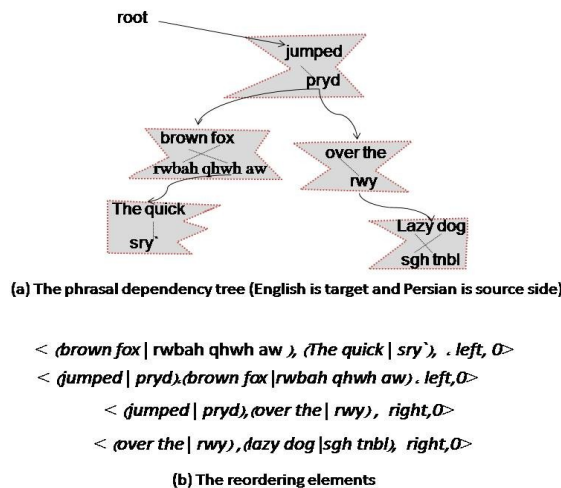 root
jumped
pryd
brown fox
rwbah qhwh aw
over the
rwy
The quick
sry`
Lazy dog
sgh tnbl
(a) The phrasal dependency tree (English is target and Persian is source side)
< (brown fox | rwbah qhwh aw ), (The quick | sry`), . left, 0>
< (jumped | pryd).(brown fox |rwbah qhwh aw) . left,0>
< (jumped | pryd),(over the | rwy) , right,0>
< (over the | rwy) ,(lazy dog |sgh tnbl), right,0>
(b) The reordering elements